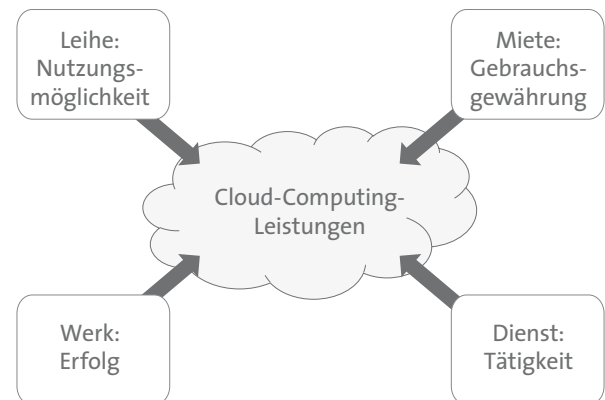 Leihe:
Nutzungs-
möglichkeit
Miete:
Gebrauchs-
gewährung
Cloud-Computing-
Leistungen
Werk:
Erfolg
Dienst:
Tätigkeit